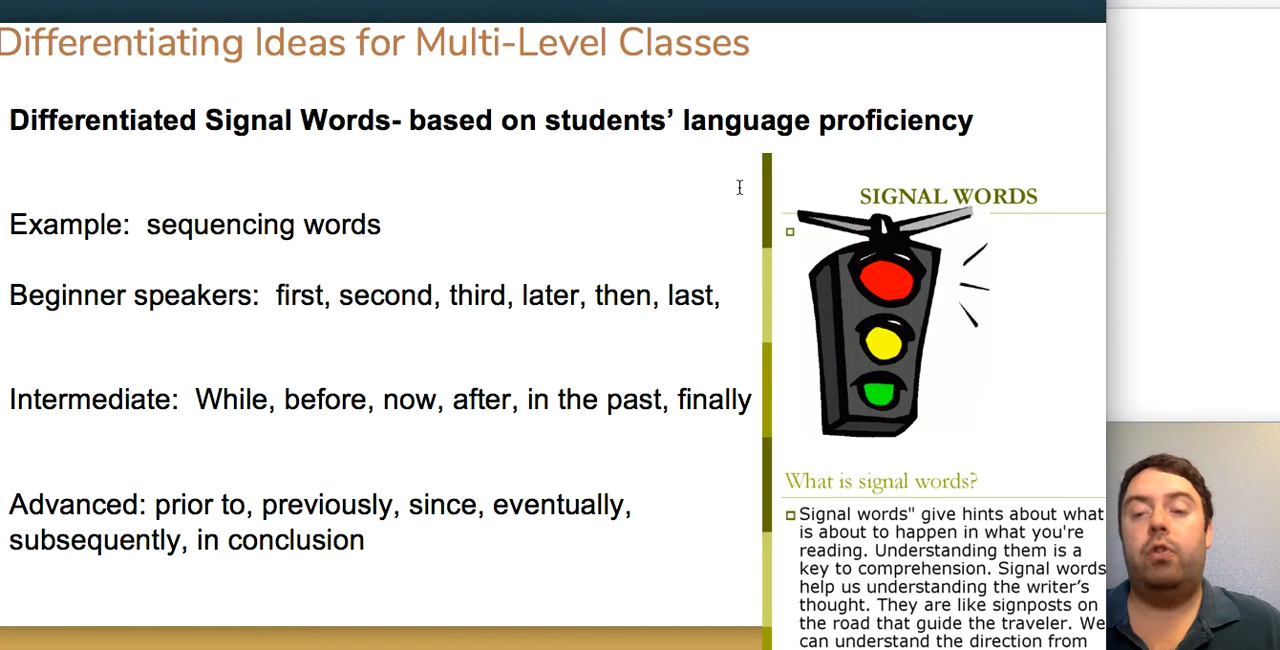 Differentiating Ideas for Multi-Level Classes
Differentiated Signal Words- based on students’ language proficiency
Example:  sequencing words
Beginner speakers:  first, second, third, later, then, last,
Intermediate:  While, before, now, after, in the past, finally
Advanced: prior to, previously, since, eventually,
subsequently, in conclusion
SIGNAL WORDS
What is signal words?
Signal words" give hints about what
is about to happen in what you're
reading. Understanding them is a
key to comprehension. Signal words
help us understanding the writer’s
thought. They are like signposts on
the road that guide the traveler. We
can understand the direction from